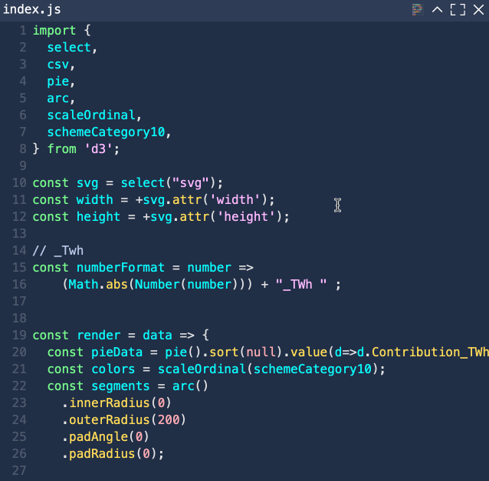 index.js
1 import {
2 select,
3 csv,
4 pie,
5 arc,
6 scaleOrdinal,
7 schemeCategory10,
8 } from 'd3';
9
10 const svg = select("svg");
11 const width = +svg.attr('width');
12 const height = +svg.attr('height');
13
14 // _Twh
15 const numberFormat = number =>
16 (Math.abs(Number(number))) + "_TWh " ;
17
18
19 const render = data => {
20 const pieData = pie().sort(null).value(d=>d.Contribution_TWh
21 const colors = scaleOrdinal(schemeCategory10);
22 const segments = arc()
23 .innerRadius(0)
24 .outerRadius(200)
25 .padAngle(0)
26 .padRadius(0);
27